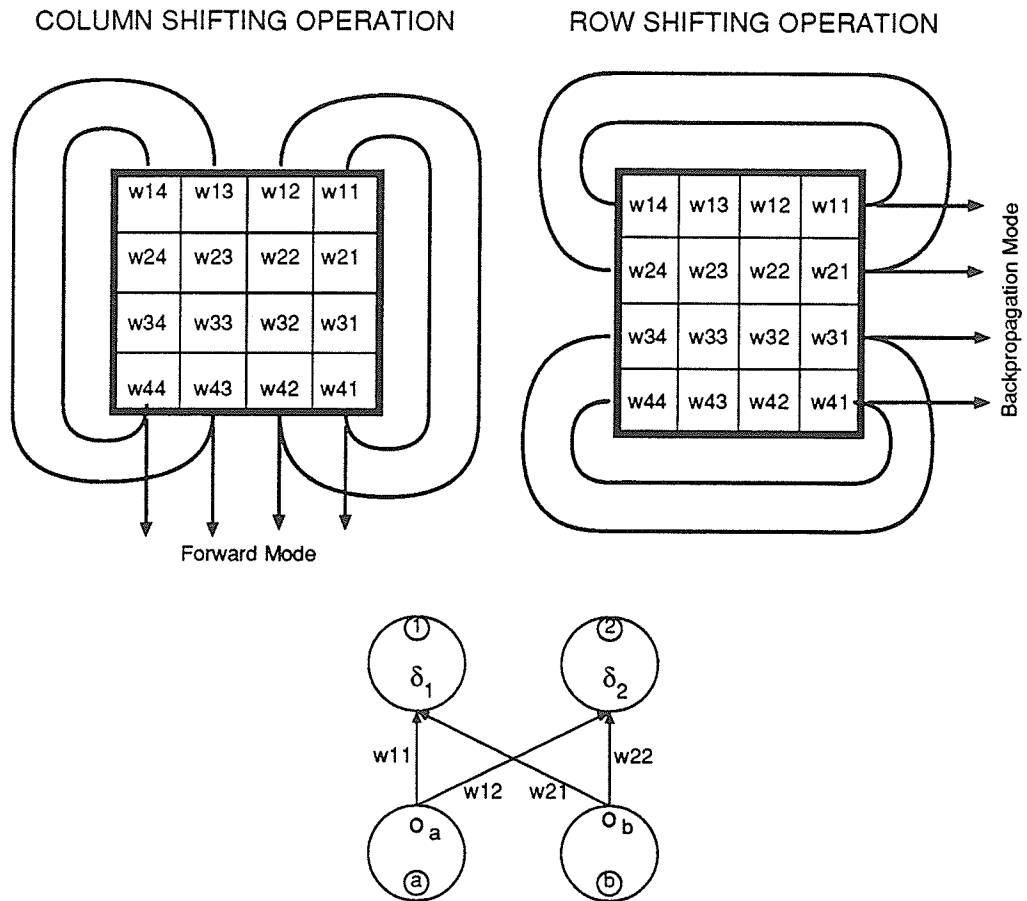 COLUMN SHIFTING OPERATION
w14 w13 w12 w11
w24 w23 w22 w21
w34 w33 w32 w31
w44 w43 w42 w41
Forward Mode
ROW SHIFTING OPERATION
w14 w13 w12 w11
w24 w23 w22 w21
w34 w33 w32 w31
w44 w43 w42 w41
Backpropagation Mode
1 2
δ1 δ2
w11 w22
w12 w21
oa ob
a b